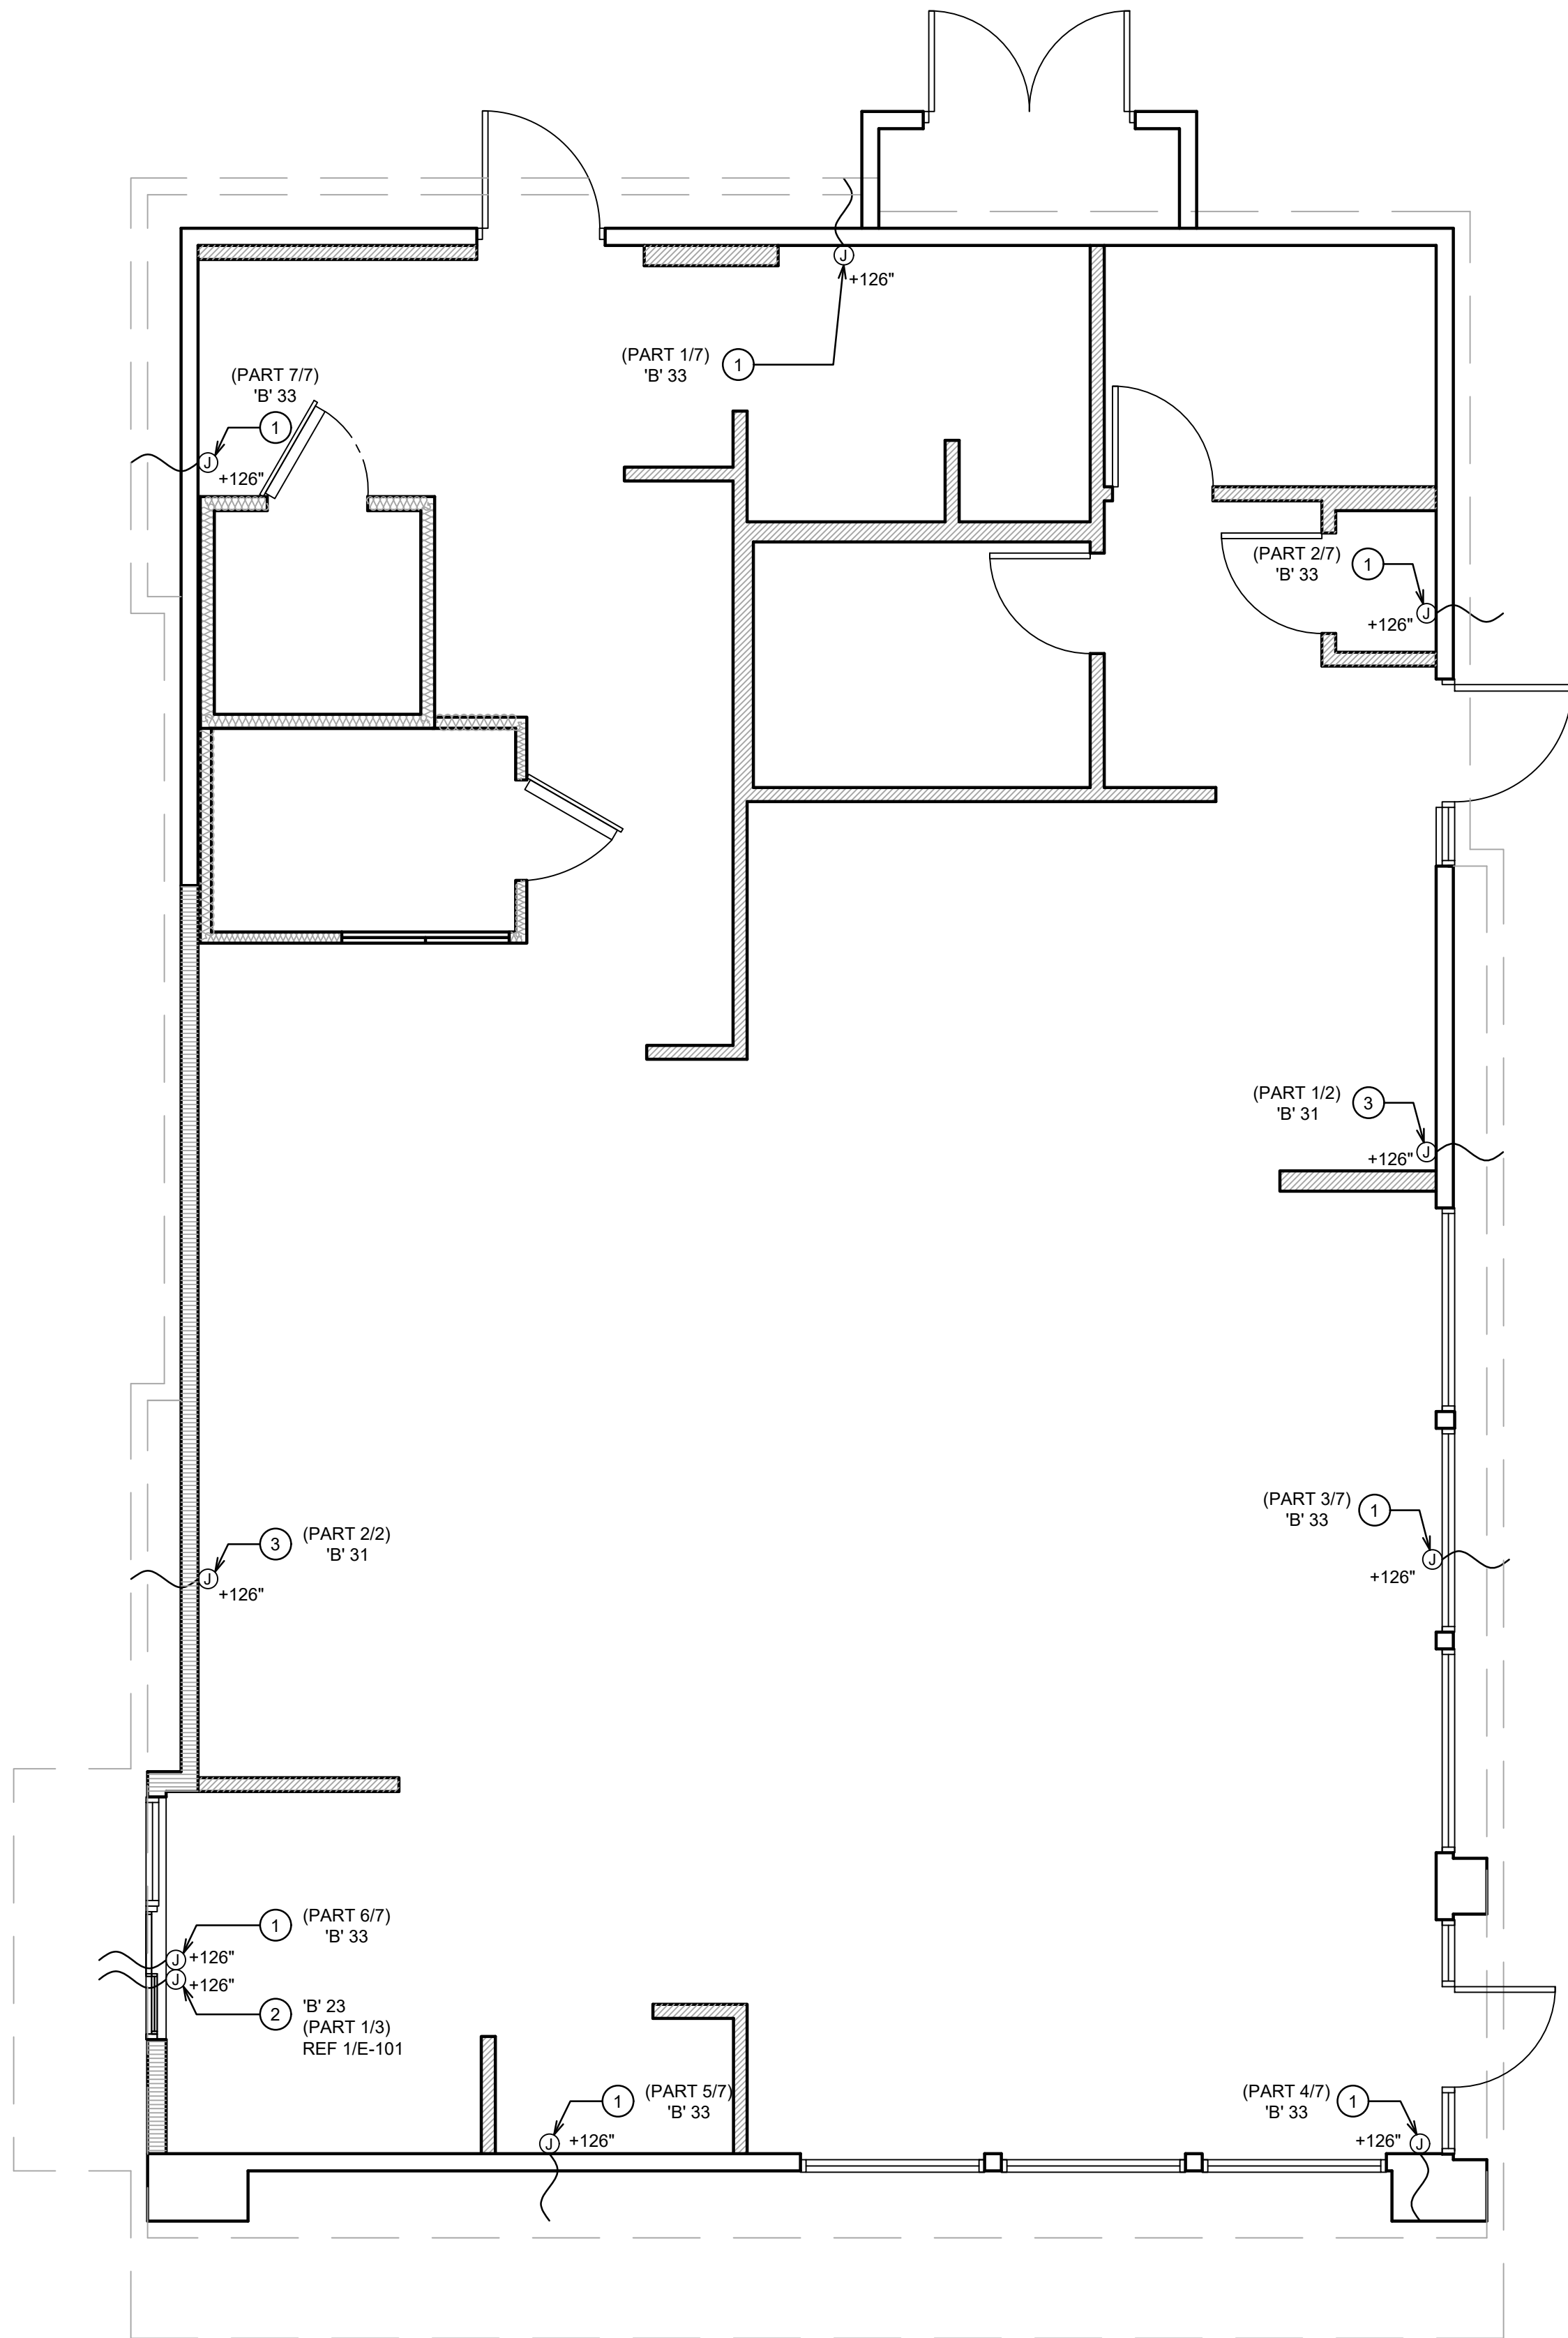 J
+126"
(PART 1/7)
'B' 33
1
(PART 7/7)
'B' 33
1
J
+126"
(PART 2/7)
'B' 33
1
J
+126"
(PART 1/2)
'B' 31
3
J
+126"
(PART 3/7)
'B' 33
1
J
+126"
3
(PART 2/2)
'B' 31
J
+126"
1
(PART 6/7)
'B' 33
J
+126"
J
+126"
2
'B' 23
(PART 1/3)
REF 1/E-101
1
(PART 5/7)
'B' 33
J
+126"
(PART 4/7)
'B' 33
1
+126"
J